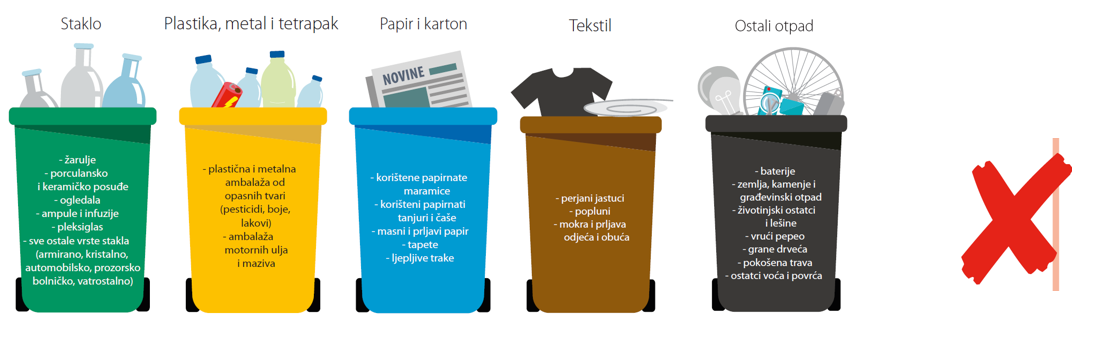 Staklo
Plastika, metal i tetrapak
Papir i karton
Tekstil
Ostali otpad
NOVINE
- žarulje
- porculansko
i keramičko posuđe
- ogledala
- ampule i infuzije
- pleksiglas
- sve ostale vrste stakla
(armirano, kristalno,
automobilsko, prozorsko
bolničko, vatrostalno)
- plastična i metalna
ambalaža od
opasnih tvari
(pesticidi, boje,
lakovi)
- ambalaža
motornih ulja
i maziva
- korištene papirnate
maramice
- korišteni papirnati
tanjuri i čaše
- masni i prljavi papir
- tapete
- ljepljive trake
- perjani jastuci
- popluni
- mokra i prljava
odjeća i obuća
- baterije
- zemlja, kamenje i
građevinski otpad
- životinjski ostatci
i lešine
- vrući pepeo
- grane drveća
- pokošena trava
- ostatci voća i povrća